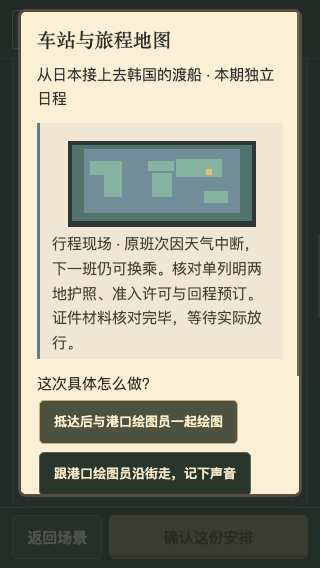 车站与旅程地图
从日本接上去韩国的渡船 · 本期独立
日程
行程现场 · 原班次因天气中断，
下一班仍可换乘。核对单列明两
地护照、准入许可与回程预订。
证件材料核对完毕，等待实际放
行。
这次具体怎么做？
抵达后与港口绘图员一起绘图
跟港口绘图员沿街走，记下声音
返回场景
确认这份安排